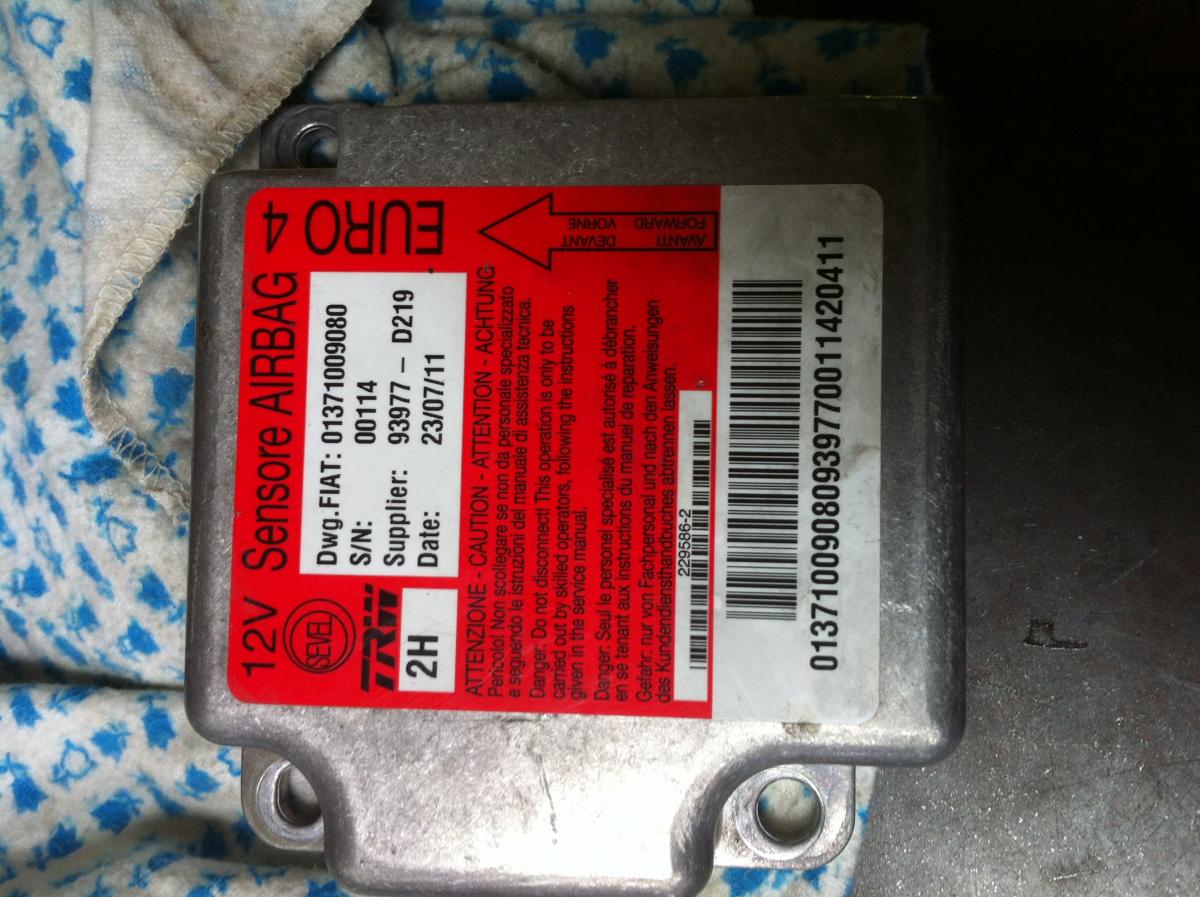 12V Sensore AIRBAG
EURO 4
SEVEL
TRW
2H
Dwg.FIAT: 01371009080
S/N: 00114
Supplier: 93977 - D219
Date: 23/07/11
AVANTI DEVANT
FORWARD VORNE
ATTENZIONE - CAUTION - ATTENTION - ACHTUNG
Pericolo! Non scollegare se non da personale specializzato
e seguendo le istruzioni del manuale di assistenza tecnica.
Danger. Do not disconnect! This operation is only to be
carried out by skilled operators, following the instructions
given in the service manual.
Danger: Seul le personel specialisé est autorisé à débrancher
en se tenant aux instructions du manuel de reparation.
Gefahr: nur von Fachpersonal und nach den Anweisungen
des Kundendiensthandbuches abtrennen lassen.
229586-2
01371009080939770011420411